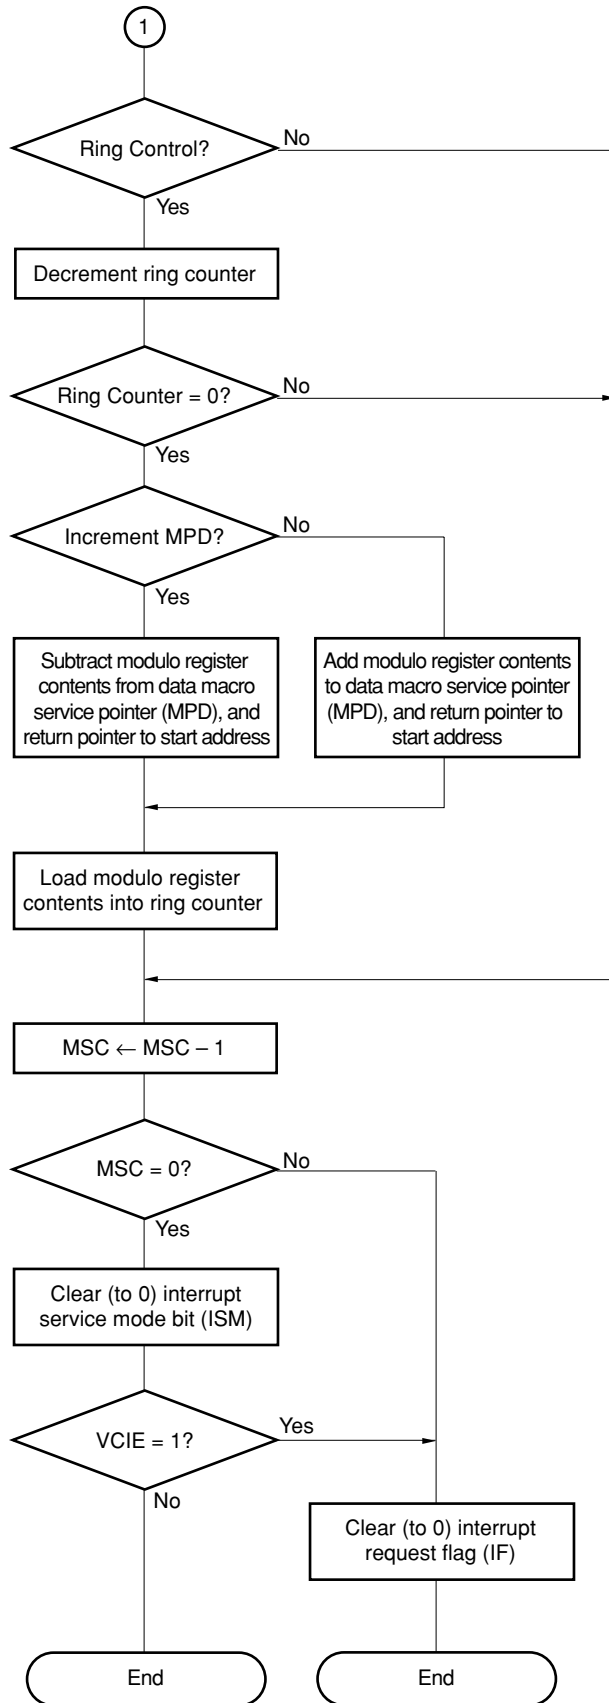 1
Ring Control?
No
Yes
Decrement ring counter
Ring Counter = 0?
No
Yes
Increment MPD?
No
Yes
Subtract modulo register
contents from data macro
service pointer (MPD), and
return pointer to start address
Add modulo register contents
to data macro service pointer
(MPD), and return pointer to
start address
Load modulo register
contents into ring counter
MSC ← MSC – 1
MSC = 0?
No
Yes
Clear (to 0) interrupt
service mode bit (ISM)
VCIE = 1?
Yes
No
Clear (to 0) interrupt
request flag (IF)
End
End